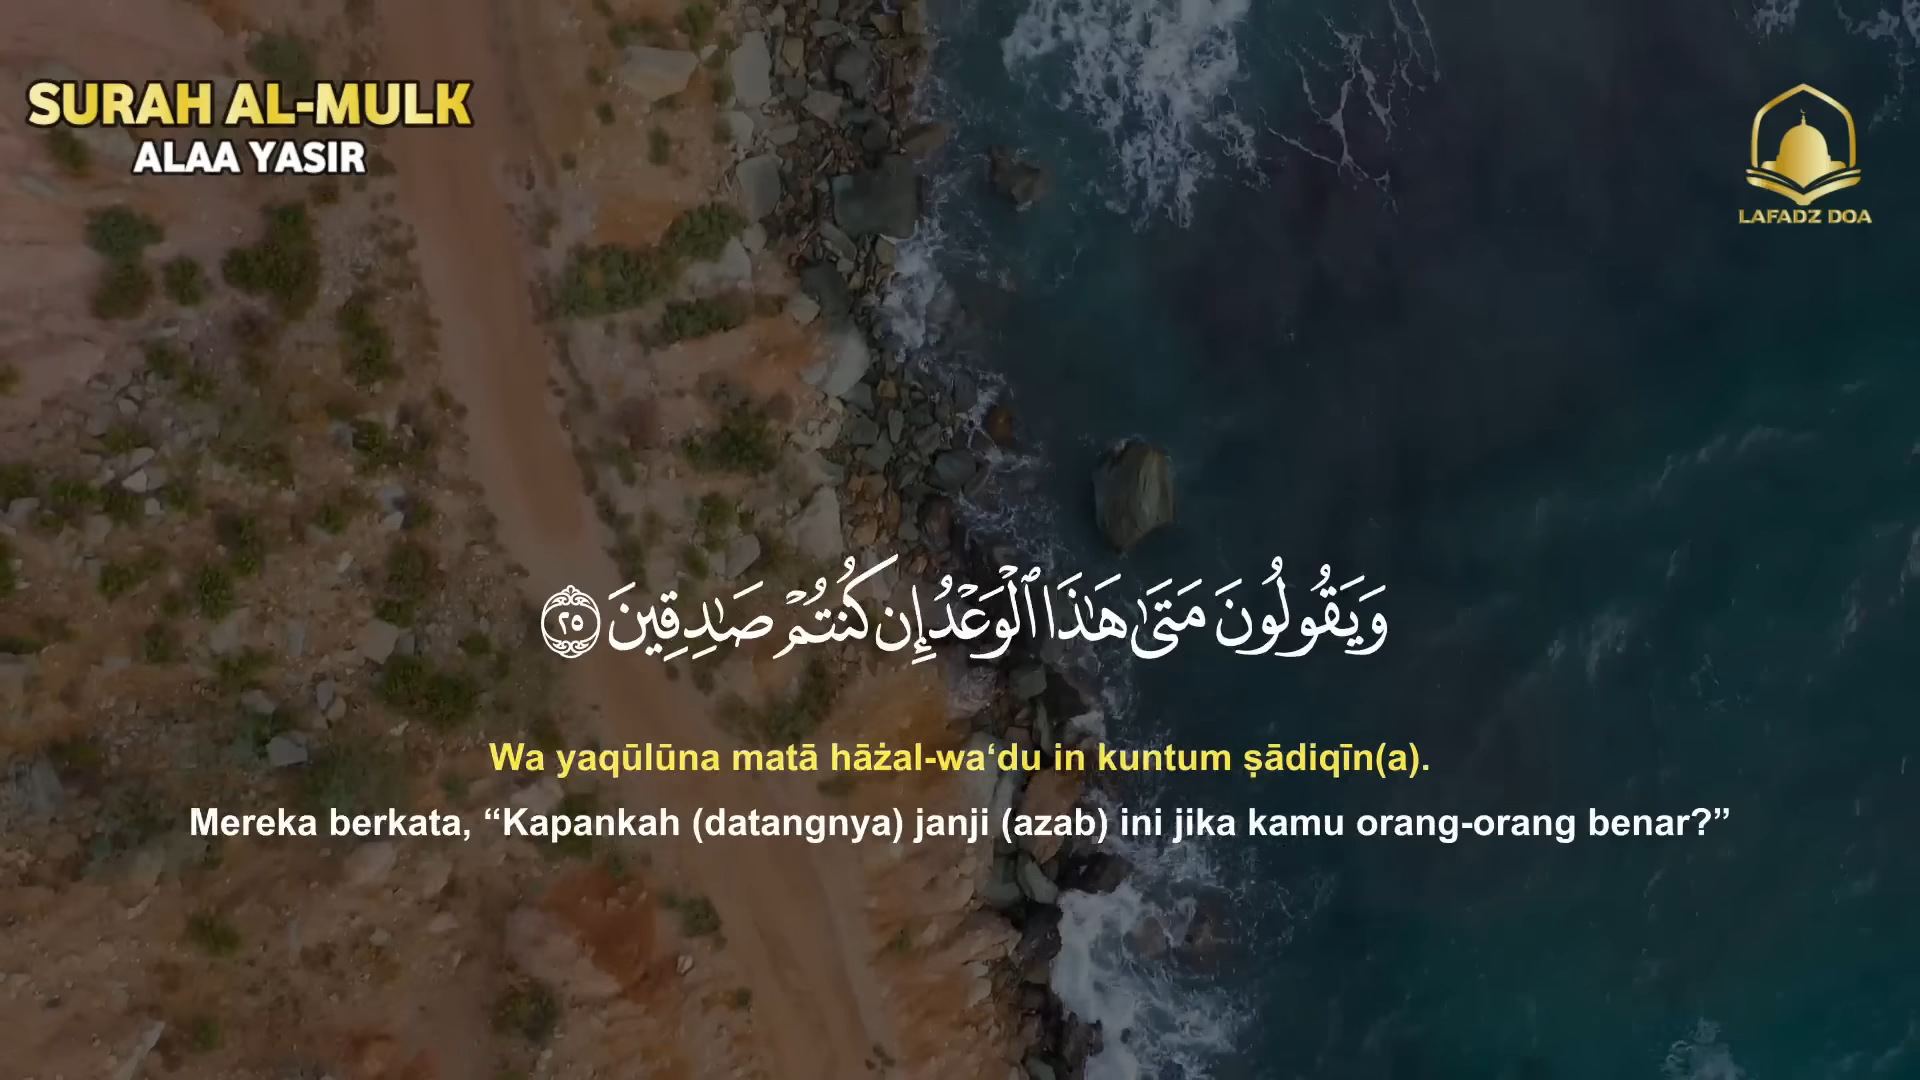 SURAH AL-MULK
ALAA YASIR
LAFADZ DOA
وَيَقُولُونَ مَتَىٰ هَٰذَا ٱلْوَعْدُ إِن كُنتُمْ صَٰدِقِينَ ٢٥
Wa yaqūlūna matā hāżal-wa‘du in kuntum ṣādiqīn(a).
Mereka berkata, “Kapankah (datangnya) janji (azab) ini jika kamu orang-orang benar?”